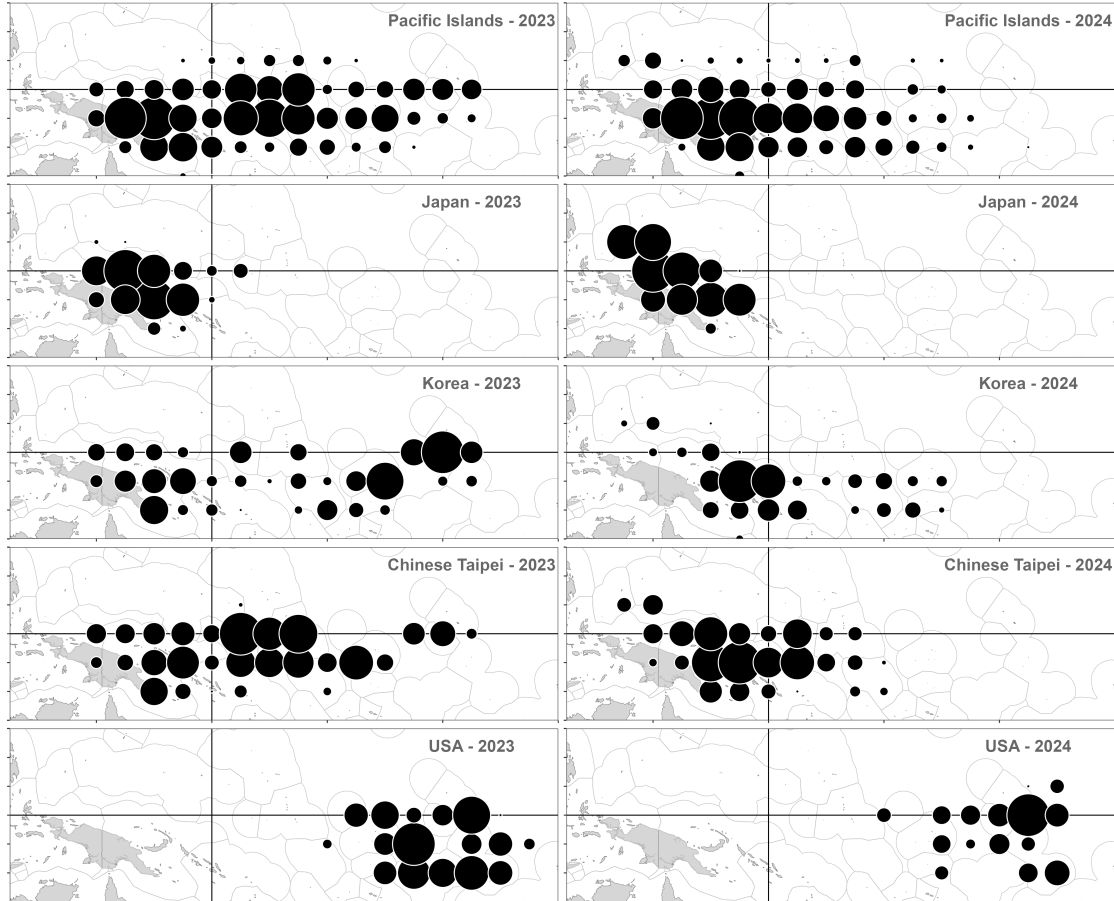 Pacific Islands - 2023
Pacific Islands - 2024
Japan - 2023
Japan - 2024
Korea - 2023
Korea - 2024
Chinese Taipei - 2023
Chinese Taipei - 2024
USA - 2023
USA - 2024